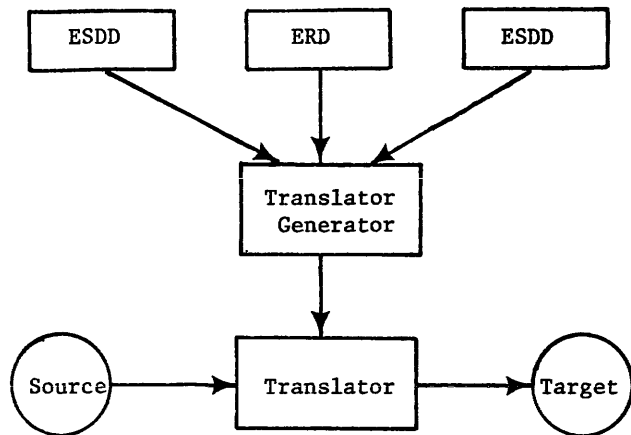 ESDD
ERD
ESDD
Translator
Generator
Source
Translator
Target